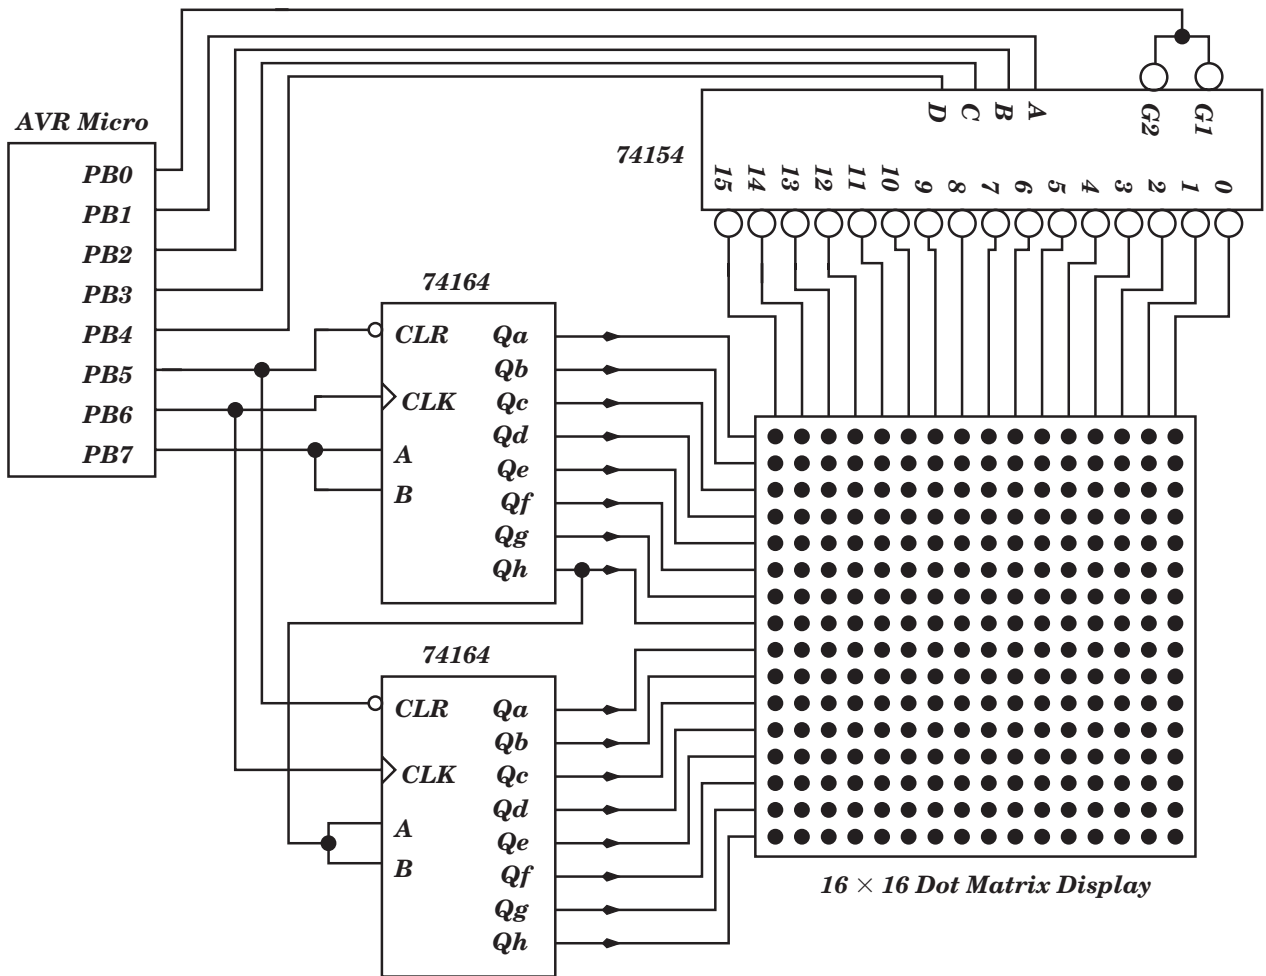 AVR Micro
PB0
PB1
PB2
PB3
PB4
PB5
PB6
PB7
74154
D C B A
G2 G1
15 14 13 12 11 10 9 8 7 6 5 4 3 2 1 0
74164
CLR
CLK
A
B
Qa
Qb
Qc
Qd
Qe
Qf
Qg
Qh
74164
CLR
CLK
A
B
Qa
Qb
Qc
Qd
Qe
Qf
Qg
Qh
16 × 16 Dot Matrix Display